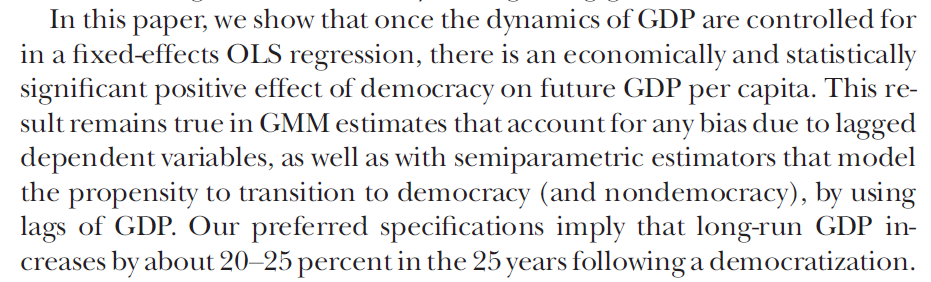 In this paper, we show that once the dynamics of GDP are controlled for
in a fixed-effects OLS regression, there is an economically and statistically
significant positive effect of democracy on future GDP per capita. This re-
sult remains true in GMM estimates that account for any bias due to lagged
dependent variables, as well as with semiparametric estimators that model
the propensity to transition to democracy (and nondemocracy), by using
lags of GDP. Our preferred specifications imply that long-run GDP in-
creases by about 20–25 percent in the 25 years following a democratization.